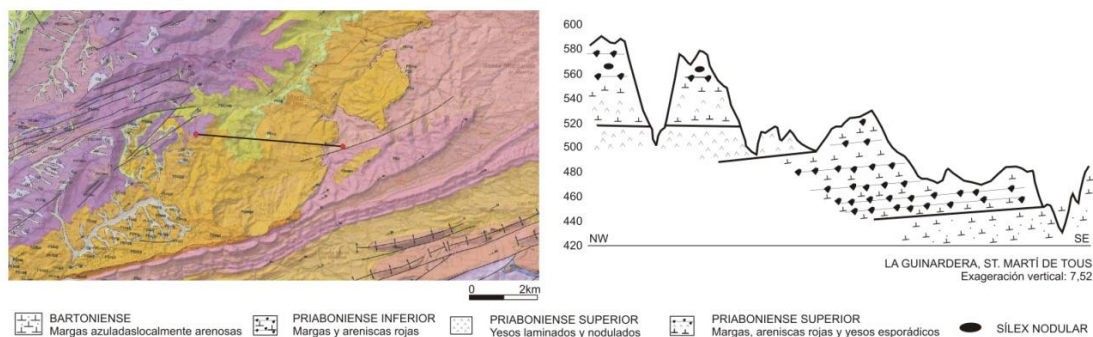 600
580
560
540
520
500
480
460
440
420
NW
SE
LA GUINARDERA, ST. MARTÍ DE TOUS
Exageración vertical: 7,52
0 2km
BARTONIENSE
Margas azuladaslocalmente arenosas
PRIABONIENSE INFERIOR
Margas y areniscas rojas
PRIABONIENSE SUPERIOR
Yesos laminados y nodulados
PRIABONIENSE SUPERIOR
Margas, areniscas rojas y yesos esporádicos
SÍLEX NODULAR